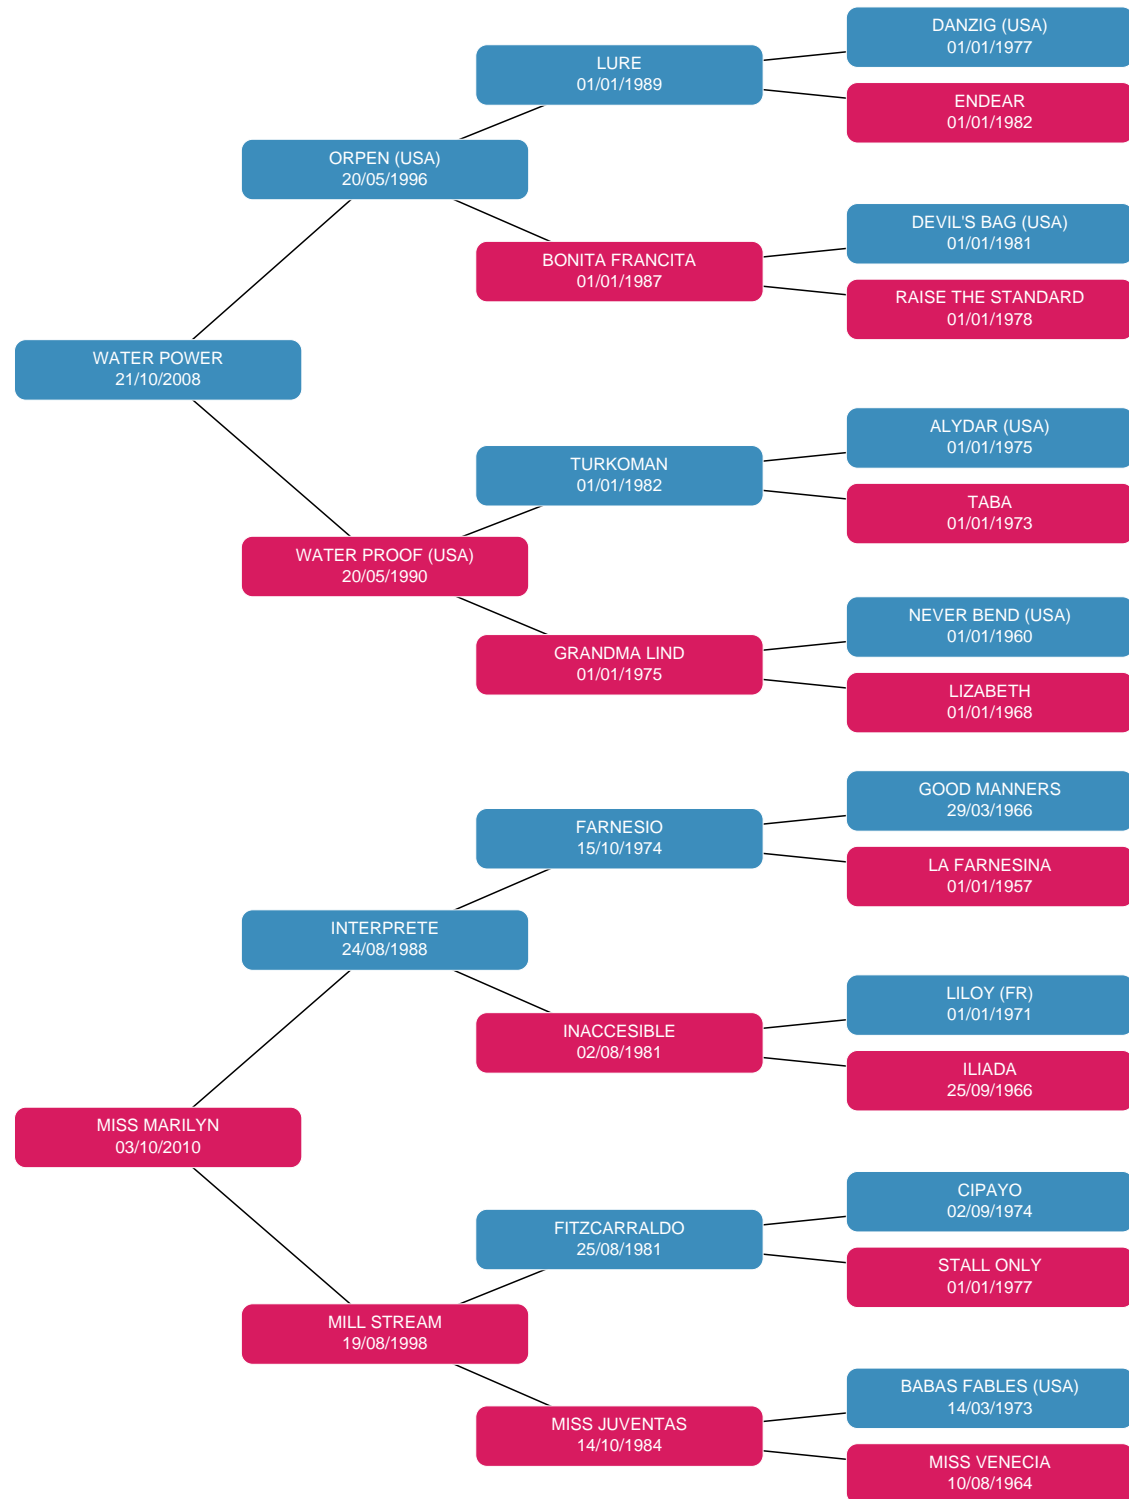 DANZIG (USA)
01/01/1977
LURE
01/01/1989
ENDEAR
01/01/1982
ORPEN (USA)
20/05/1996
DEVIL'S BAG (USA)
01/01/1981
BONITA FRANCITA
01/01/1987
RAISE THE STANDARD
01/01/1978
WATER POWER
21/10/2008
ALYDAR (USA)
01/01/1975
TURKOMAN
01/01/1982
TABA
01/01/1973
WATER PROOF (USA)
20/05/1990
NEVER BEND (USA)
01/01/1960
GRANDMA LIND
01/01/1975
LIZABETH
01/01/1968
GOOD MANNERS
29/03/1966
FARNESIO
15/10/1974
LA FARNESINA
01/01/1957
INTERPRETE
24/08/1988
LILOY (FR)
01/01/1971
INACCESIBLE
02/08/1981
ILIADA
25/09/1966
MISS MARILYN
03/10/2010
CIPAYO
02/09/1974
FITZCARRALDO
25/08/1981
STALL ONLY
01/01/1977
MILL STREAM
19/08/1998
BABAS FABLES (USA)
14/03/1973
MISS JUVENTAS
14/10/1984
MISS VENECIA
10/08/1964